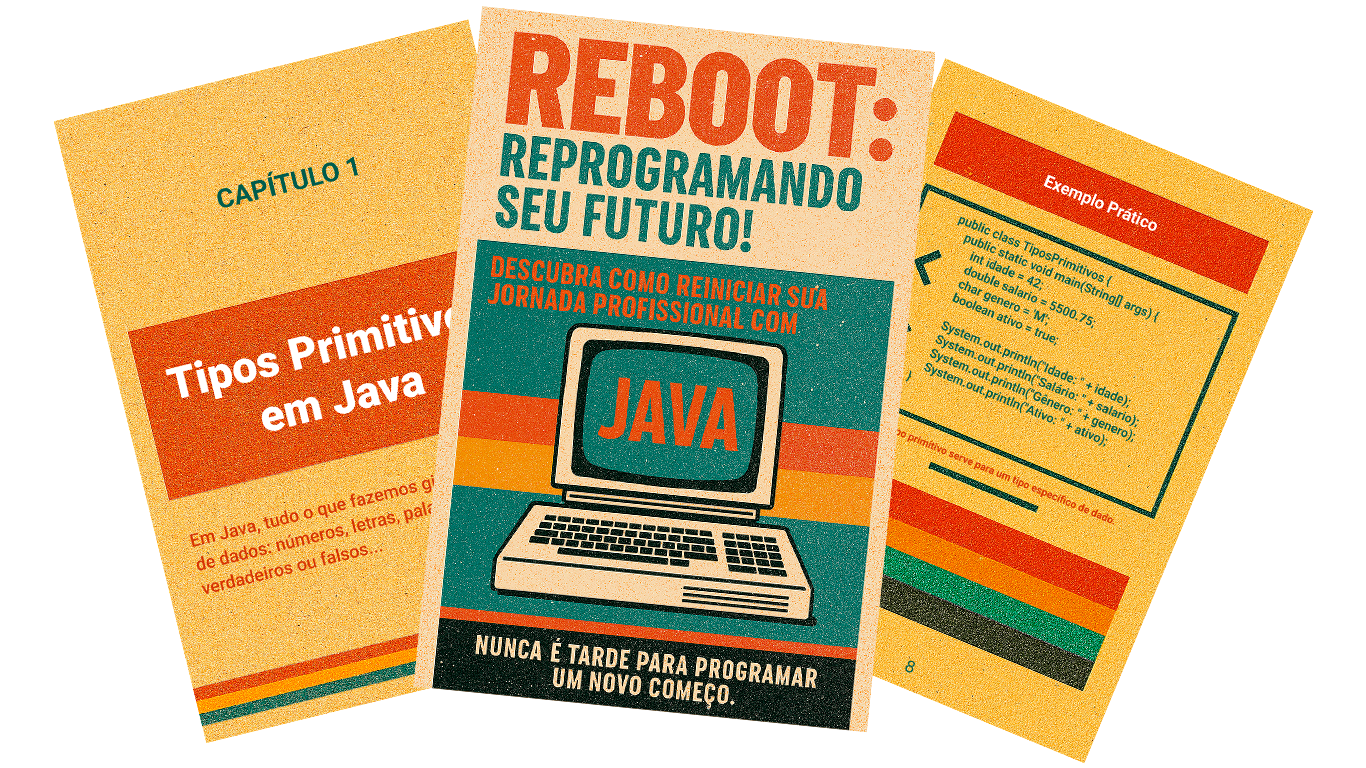 CAPÍTULO 1
Tipos Primitivo
em Java
Em Java, tudo o que fazemos gi
de dados: números, letras, pala
verdadeiros ou falsos...
REBOOT:
REPROGRAMANDO
SEU FUTURO!
DESCUBRA COMO REINICIAR SUA
JORNADA PROFISSIONAL COM
JAVA
NUNCA É TARDE PARA PROGRAMAR
UM NOVO COMEÇO.
Exemplo Prático
public class TiposPrimitivos {
public static void main(String[] args) {
int idade = 42;
double salario = 5500.75;
char genero = 'M';
boolean ativo = true;
System.out.println("Idade: " + idade);
System.out.println("Salário: " + salario);
System.out.println("Gênero: " + genero);
System.out.println("Ativo: " + ativo);
}
po primitivo serve para um tipo específico de dado.
8